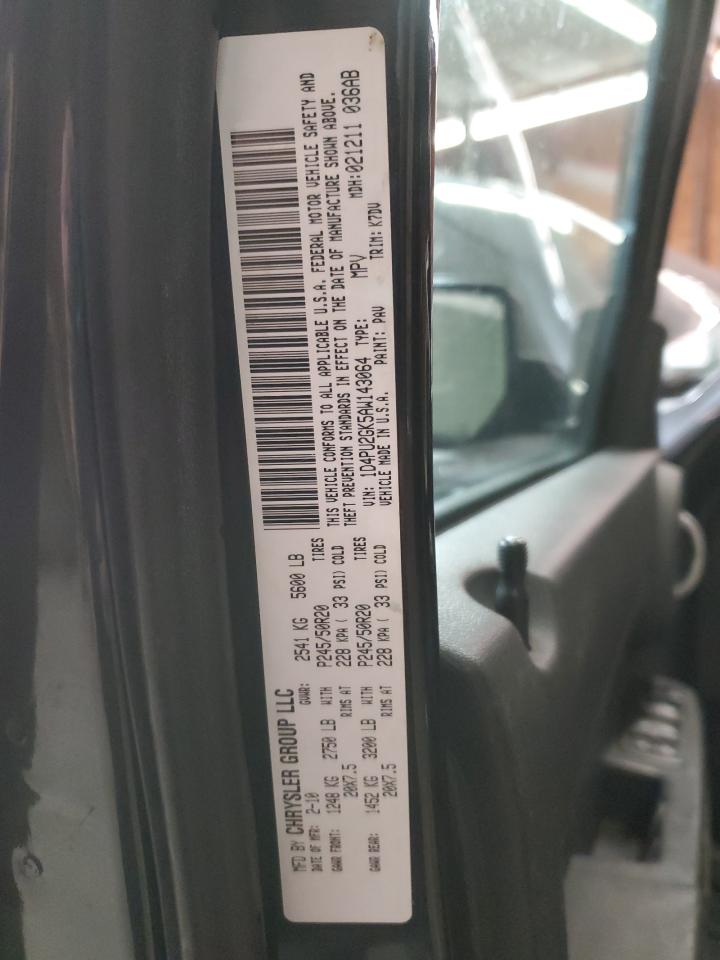 MFD BY CHRYSLER GROUP LLC
DATE OF MFR: 2-10 GVWR: 2541 KG 5600 LB
GAWR FRONT: 1248 KG 2750 LB WITH P245/50R20 TIRES
20X7.5 RIMS AT 228 KPA ( 33 PSI) COLD
GAWR REAR: 1452 KG 3200 LB WITH P245/50R20 TIRES
20X7.5 RIMS AT 228 KPA ( 33 PSI) COLD
THIS VEHICLE CONFORMS TO ALL APPLICABLE U.S.A. FEDERAL MOTOR VEHICLE SAFETY AND
THEFT PREVENTION STANDARDS IN EFFECT ON THE DATE OF MANUFACTURE SHOWN ABOVE.
VIN: 1D4PU2GK5AW143064 TYPE: MPV MDH:021211 036AB
VEHICLE MADE IN U.S.A. PAINT: PAV TRIM: K7DV